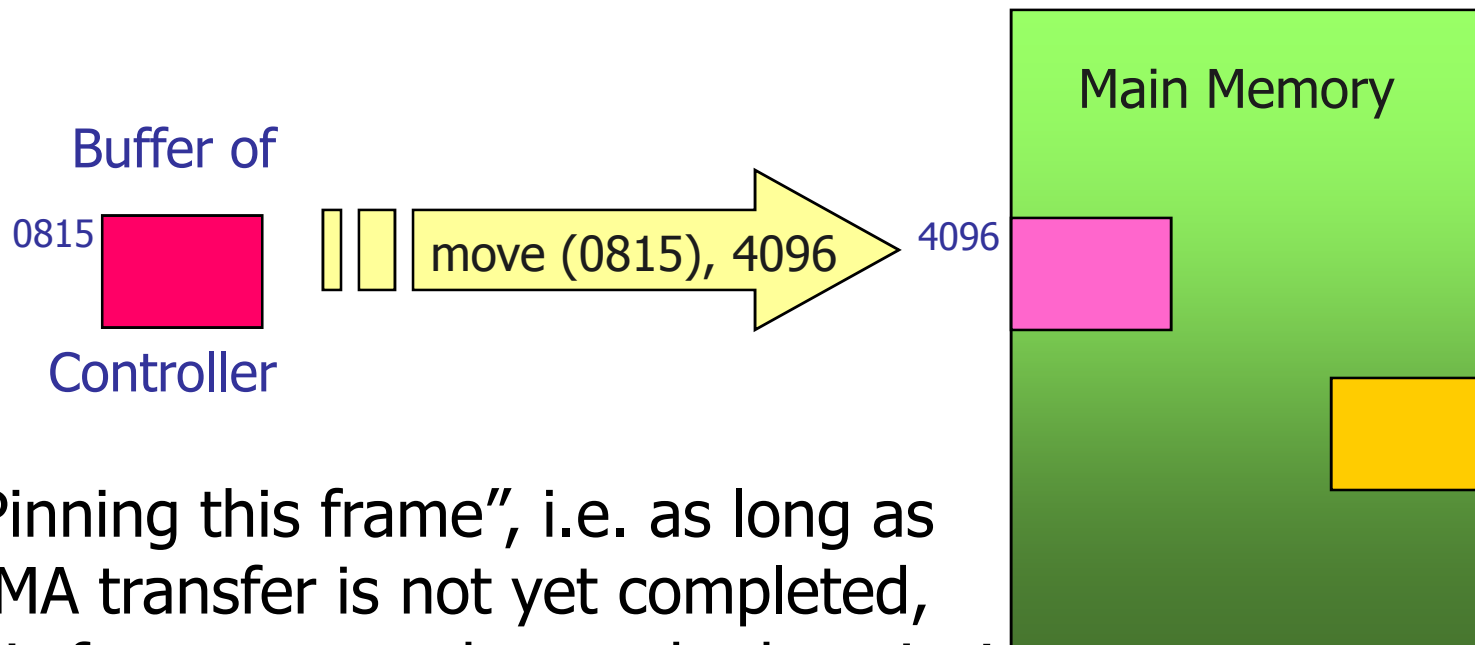 Main Memory
Buffer of
0815
move (0815), 4096
4096
Controller
Pinning this frame”, i.e. as long as
MA transfer is not yet completed,